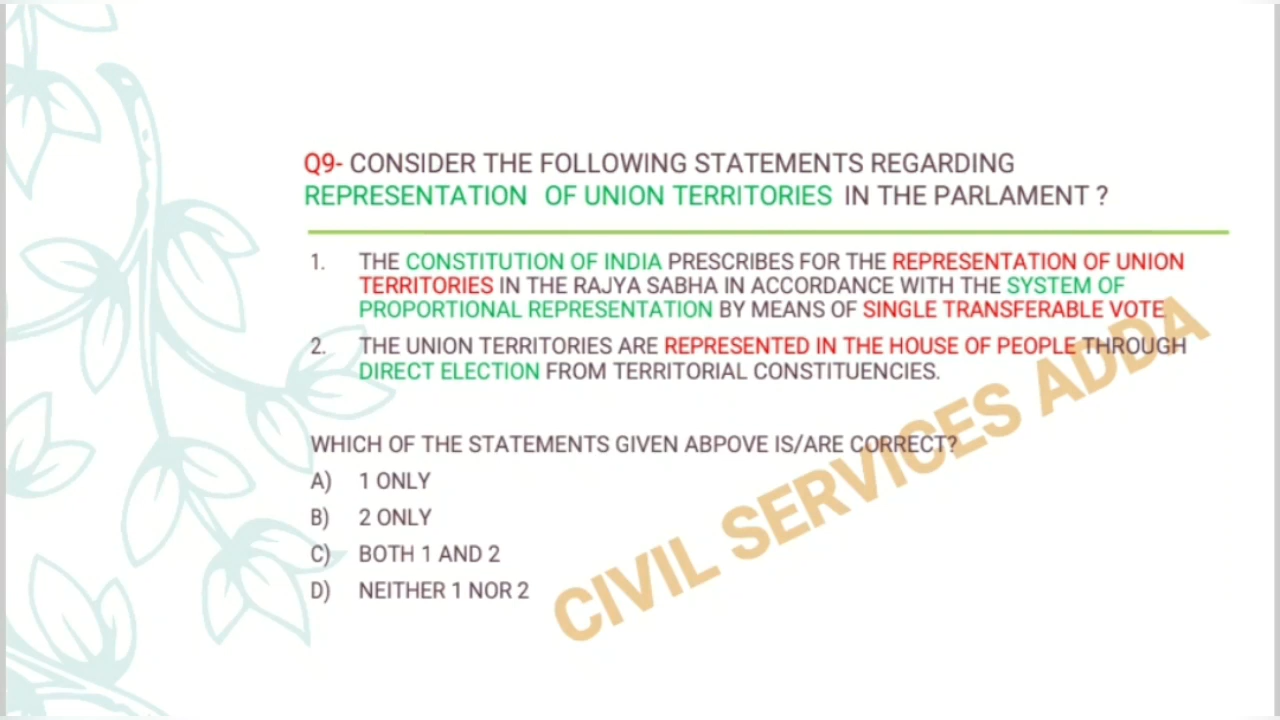 Q9- CONSIDER THE FOLLOWING STATEMENTS REGARDING
REPRESENTATION OF UNION TERRITORIES IN THE PARLAMENT ?
1. THE CONSTITUTION OF INDIA PRESCRIBES FOR THE REPRESENTATION OF UNION
TERRITORIES IN THE RAJYA SABHA IN ACCORDANCE WITH THE SYSTEM OF
PROPORTIONAL REPRESENTATION BY MEANS OF SINGLE TRANSFERABLE VOTE
2. THE UNION TERRITORIES ARE REPRESENTED IN THE HOUSE OF PEOPLE THROUGH
DIRECT ELECTION FROM TERRITORIAL CONSTITUENCIES.
WHICH OF THE STATEMENTS GIVEN ABPOVE IS/ARE CORRECT?
A) 1 ONLY
B) 2 ONLY
C) BOTH 1 AND 2
D) NEITHER 1 NOR 2
CIVIL SERVICES ADDA